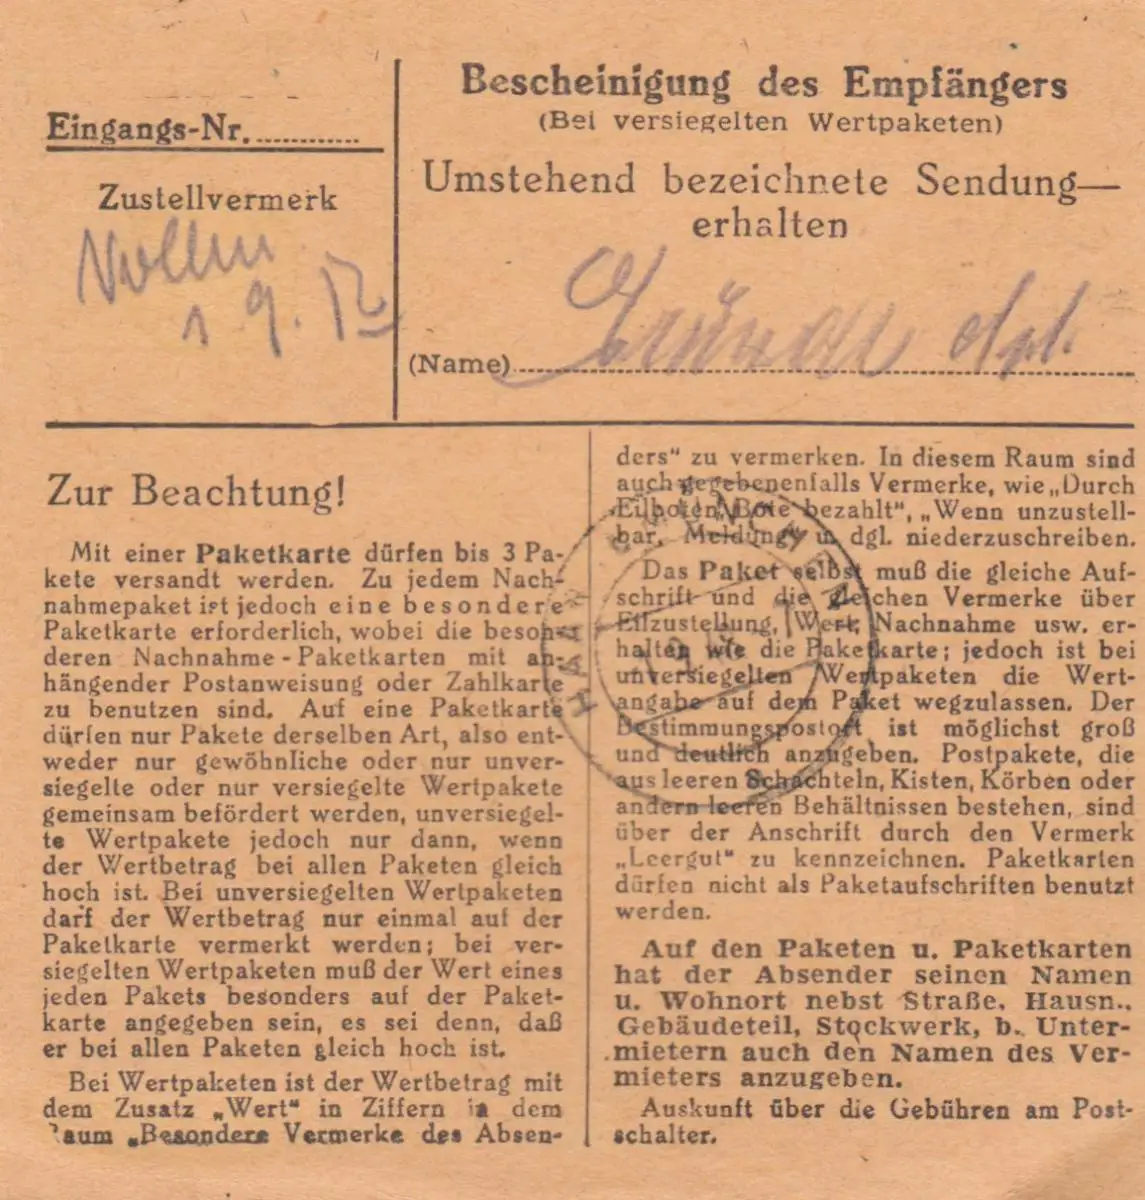 Eingangs-Nr.
Zustellvermerk
1. 9.
Bescheinigung des Empfängers
(Bei versiegelten Wertpaketen)
Umstehend bezeichnete Sendung—
erhalten
(Name)
Zur Beachtung!
Mit einer Paketkarte dürfen bis 3 Pa-
kete versandt werden. Zu jedem Nach-
nahmepaket ist jedoch eine besondere
Paketkarte erforderlich, wobei die beson-
deren Nachnahme-Paketkarten mit an-
hängender Postanweisung oder Zahlkarte
zu benutzen sind. Auf eine Paketkarte
dürfen nur Pakete derselben Art, also ent-
weder nur gewöhnliche oder nur unver-
siegelte oder nur versiegelte Wertpakete
gemeinsam befördert werden, unversiegel-
te Wertpakete jedoch nur dann, wenn
der Wertbetrag bei allen Paketen gleich
hoch ist. Bei unversiegelten Wertpaketen
darf der Wertbetrag nur einmal auf der
Paketkarte vermerkt werden; bei ver-
siegelten Wertpaketen muß der Wert eines
jeden Pakets besonders auf der Paket-
karte angegeben sein, es sei denn, daß
er bei allen Paketen gleich hoch ist.
Bei Wertpaketen ist der Wertbetrag mit
dem Zusatz „Wert“ in Ziffern in dem
Raum „Besondere Vermerke des Absen-
ders“ zu vermerken. In diesem Raum sind
auch gegebenenfalls Vermerke, wie „Durch
Eilboten, Bote bezahlt“, „Wenn unzustell-
bar, Meldung“ u. dgl. niederzuschreiben.
Das Paket selbst muß die gleiche Auf-
schrift und die gleichen Vermerke über
Eilzustellung, Wert, Nachnahme usw. er-
halten wie die Paketkarte; jedoch ist bei
unversiegelten Wertpaketen die Wert-
angabe auf dem Paket wegzulassen. Der
Bestimmungspostort ist möglichst groß
und deutlich anzugeben. Postpakete, die
aus leeren Schachteln, Kisten, Körben oder
andern leeren Behältnissen bestehen, sind
über der Anschrift durch den Vermerk
„Leergut“ zu kennzeichnen. Paketkarten
dürfen nicht als Paketaufschriften benutzt
werden.
Auf den Paketen u. Paketkarten
hat der Absender seinen Namen
u. Wohnort nebst Straße, Hausn.,
Gebäudeteil, Stockwerk, b. Unter-
mietern auch den Namen des Ver-
mieters anzugeben.
Auskunft über die Gebühren am Post-
schalter.
HAAR